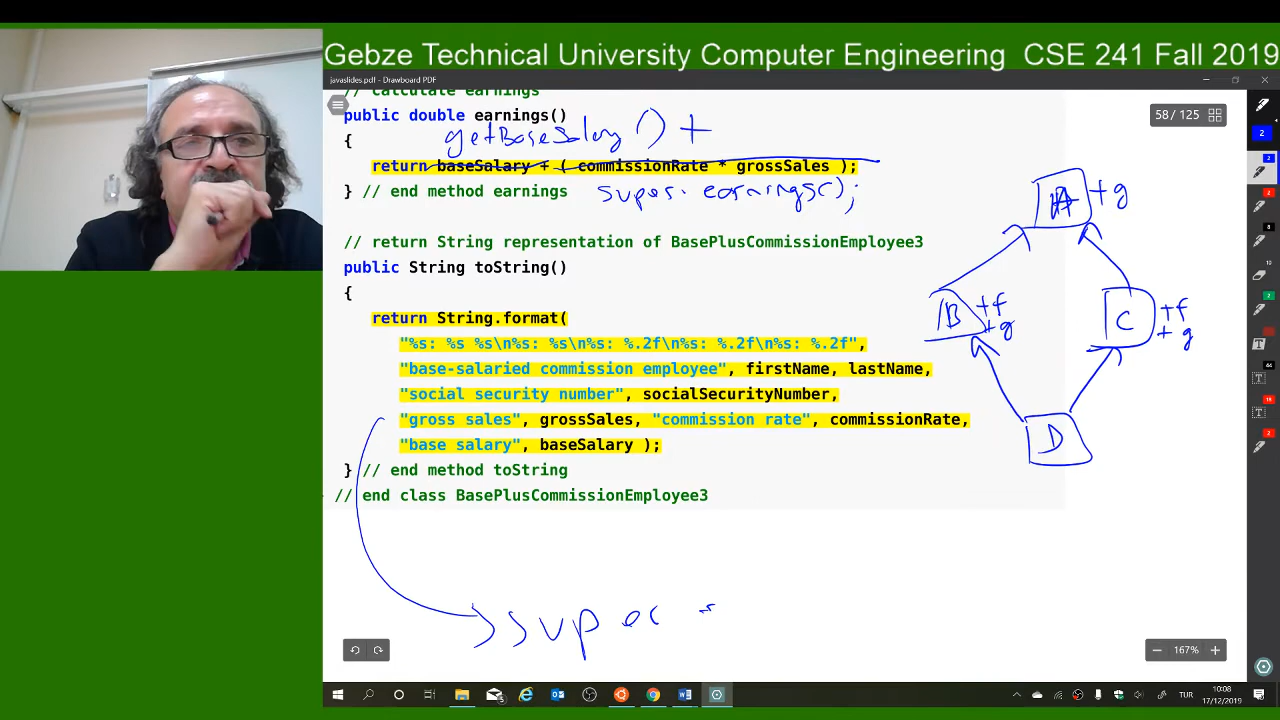 Gebze Technical University Computer Engineering CSE 241 Fall 2019
javaslides.pdf - Drawboard PDF
// Calculate earnings
58 / 125
public double earnings()
getBaseSalary () +
{
return baseSalary + ( commissionRate * grossSales );
} // end method earnings
super. earnings();
// return String representation of BasePlusCommissionEmployee3
public String toString()
{
return String.format(
"%s: %s %s\n%s: %s\n%s: %.2f\n%s: %.2f\n%s: %.2f",
"base-salaried commission employee", firstName, lastName,
"social security number", socialSecurityNumber,
"gross sales", grossSales, "commission rate", commissionRate,
"base salary", baseSalary );
} // end method toString
// end class BasePlusCommissionEmployee3
super
A +g
B +f
+g
C +f
+g
D
167%
TUR
10:08
17/12/2019